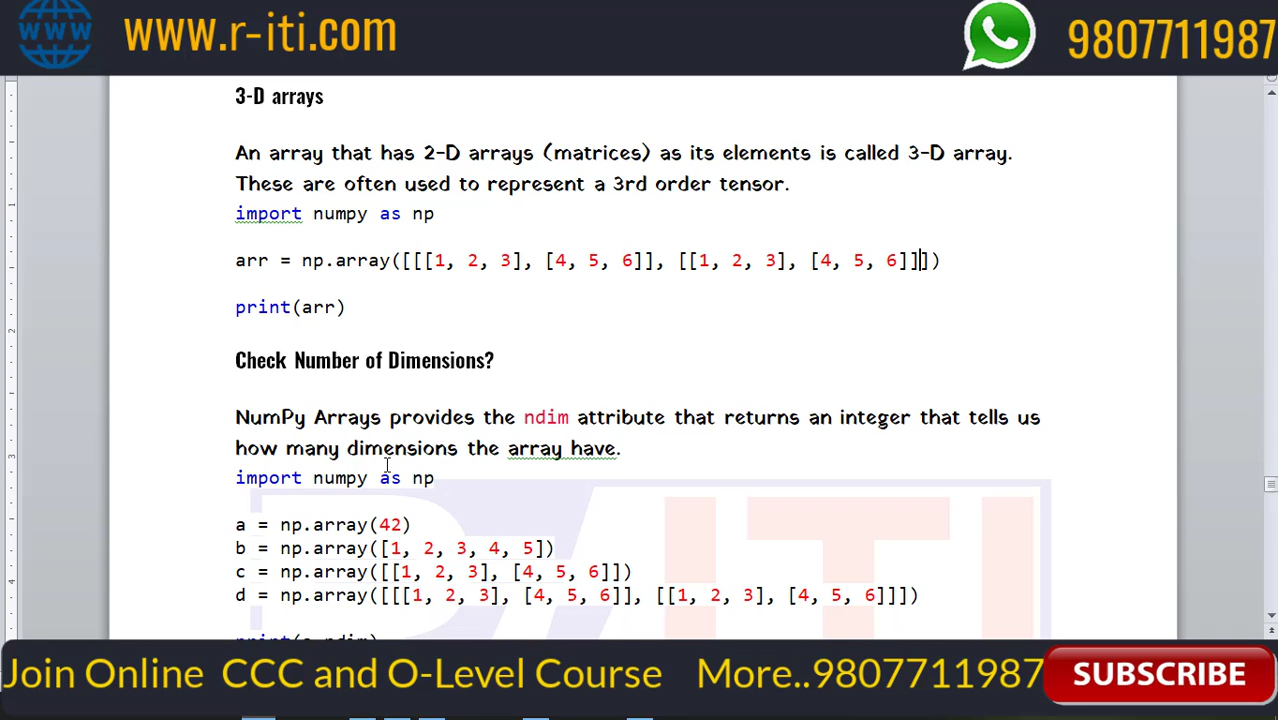 www.r-iti.com
9807711987
3-D arrays
An array that has 2-D arrays (matrices) as its elements is called 3-D array.
These are often used to represent a 3rd order tensor.
import numpy as np
arr = np.array([[[1, 2, 3], [4, 5, 6]], [[1, 2, 3], [4, 5, 6]]])
print(arr)
Check Number of Dimensions?
NumPy Arrays provides the ndim attribute that returns an integer that tells us
how many dimensions the array have.
import numpy as np
a = np.array(42)
b = np.array([1, 2, 3, 4, 5])
c = np.array([[1, 2, 3], [4, 5, 6]])
d = np.array([[[1, 2, 3], [4, 5, 6]], [[1, 2, 3], [4, 5, 6]]])
print(a.ndim)
Join Online CCC and O-Level Course More..9807711987
SUBSCRIBE